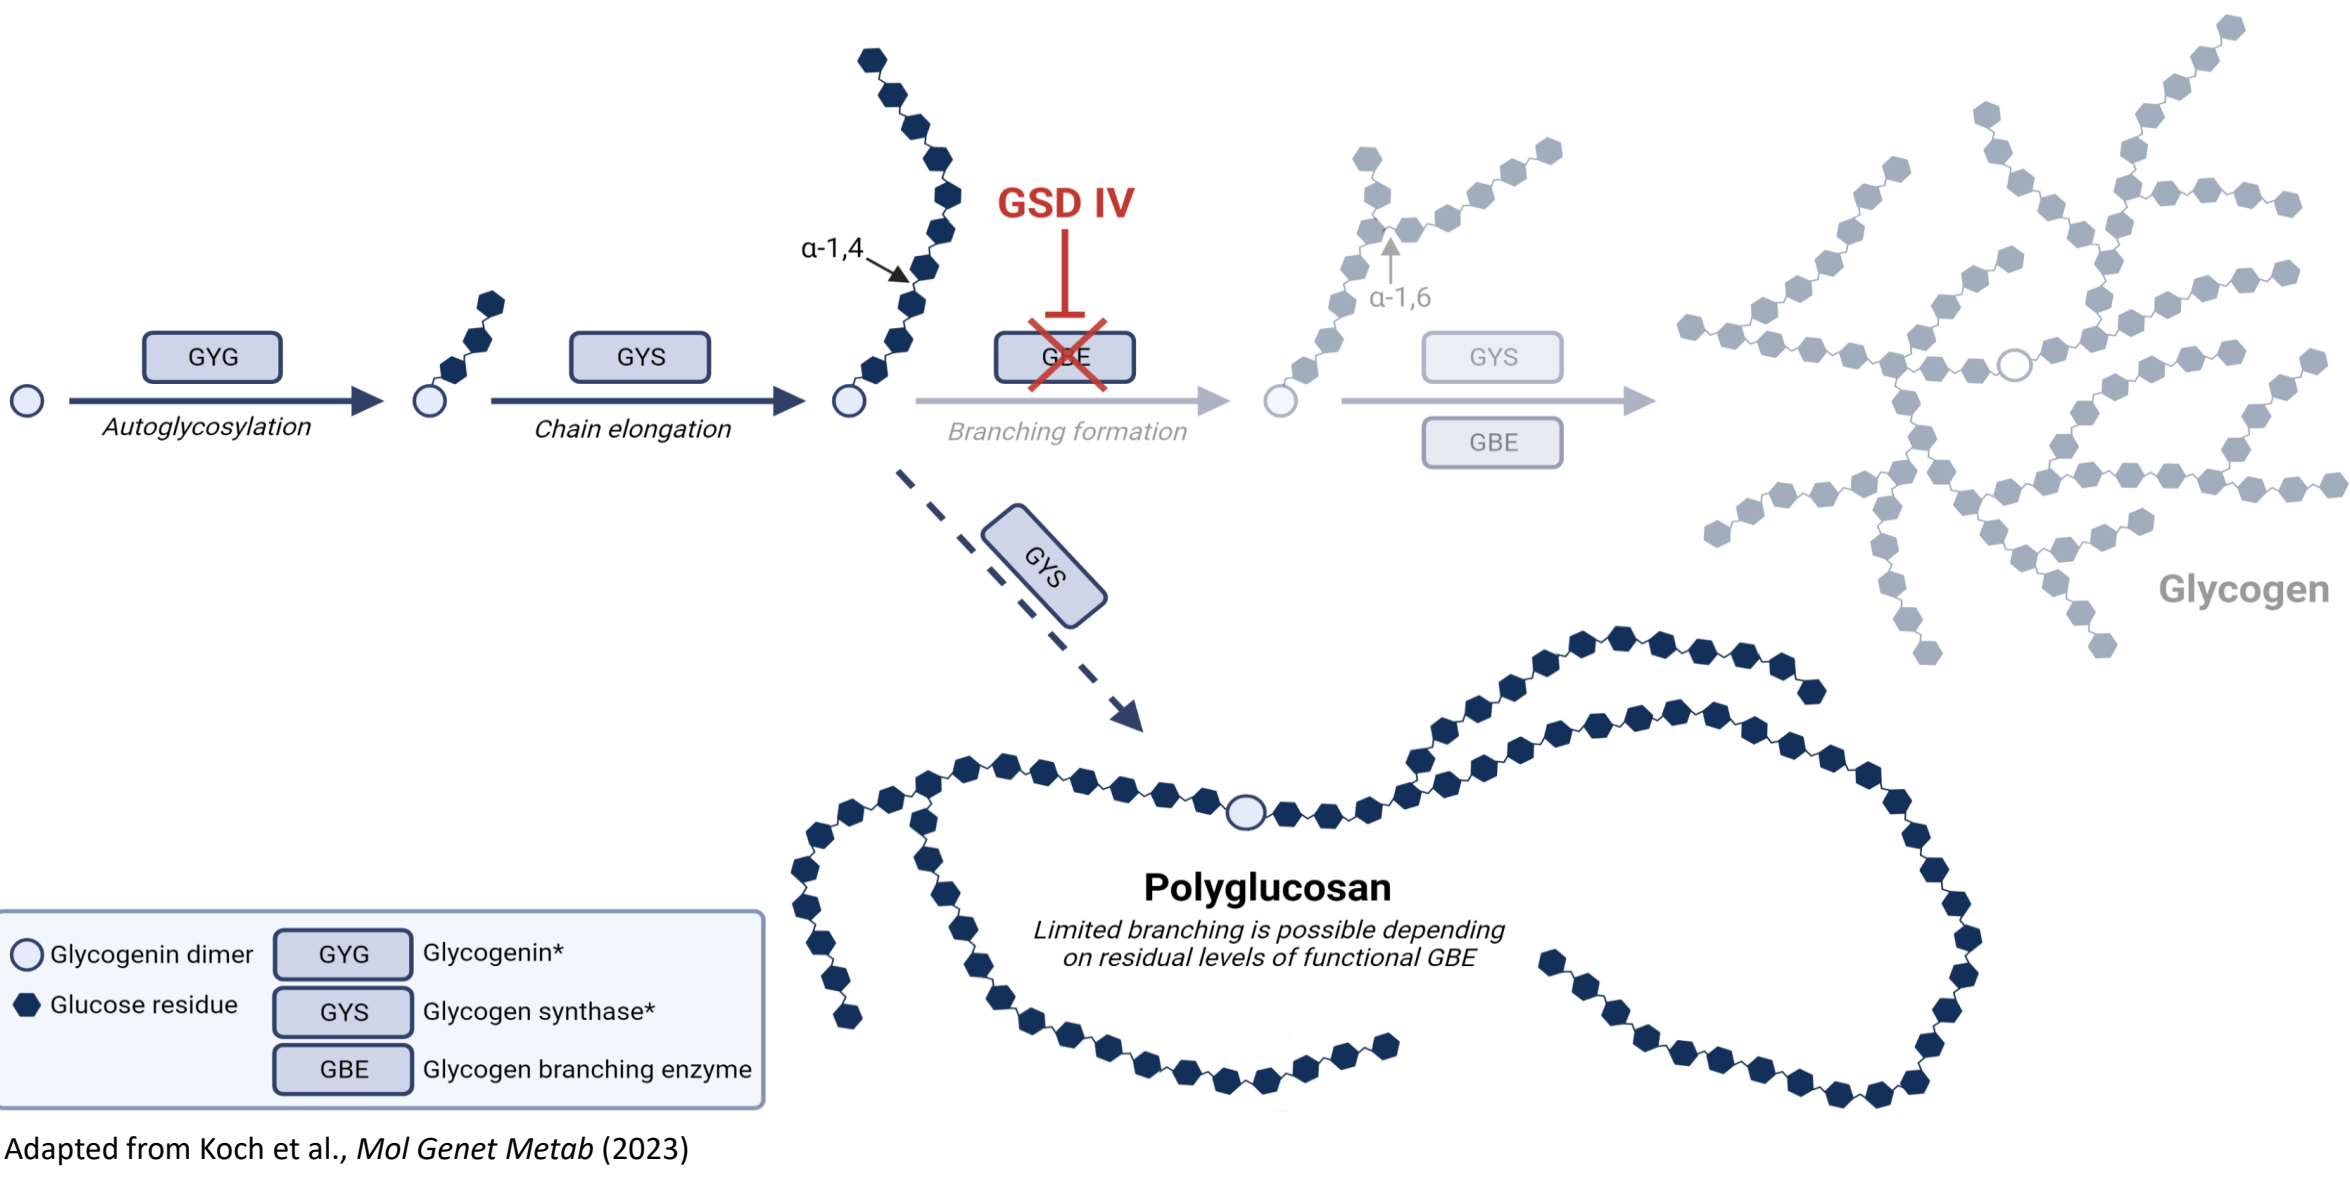 GSD IV
α-1,4
α-1,6
GYG
Autoglycosylation
GYS
Chain elongation
GBE
Branching formation
GYS
GBE
Glycogen
GYS
Polyglucosan
Limited branching is possible depending
on residual levels of functional GBE
Glycogenin dimer
Glucose residue
GYG Glycogenin*
GYS Glycogen synthase*
GBE Glycogen branching enzyme
Adapted from Koch et al., Mol Genet Metab (2023)